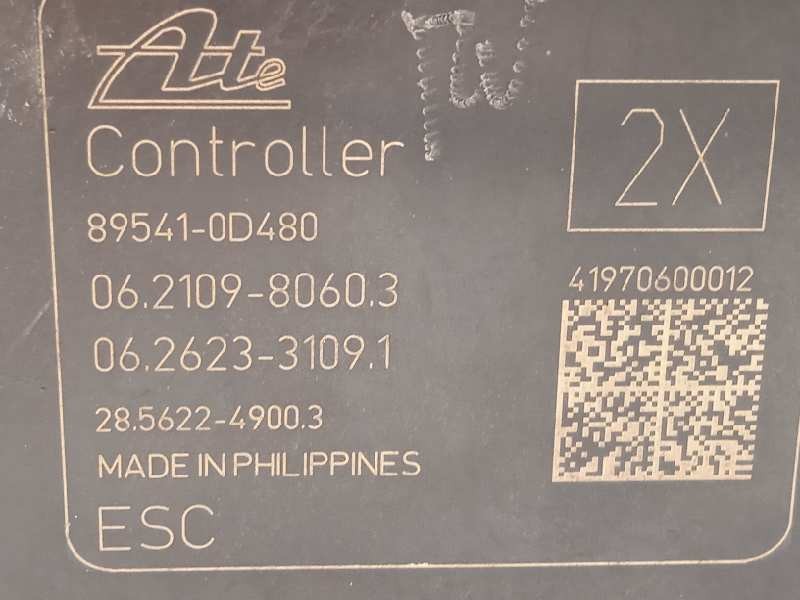 Ate
TW
Controller
2X
89541-0D480
06.2109-8060.3
41970600012
06.2623-3109.1
28.5622-4900.3
MADE IN PHILIPPINES
ESC